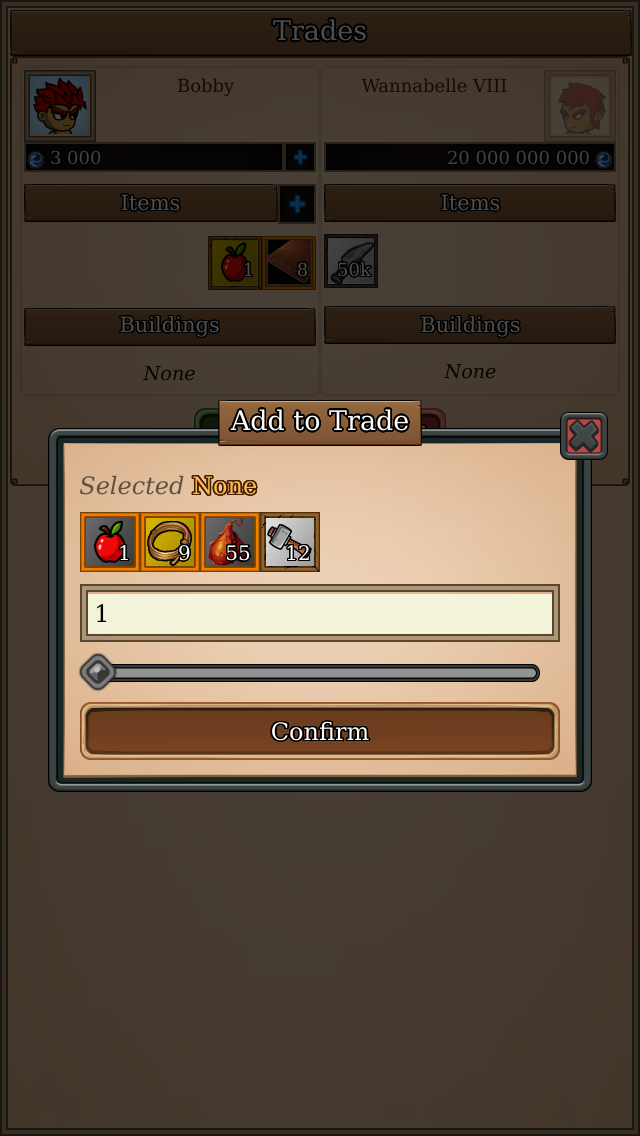 Trades
Bobby
Wannabelle VIII
3 000
20 000 000 000
Items
Items
1
8
50k
Buildings
Buildings
None
None
Add to Trade
Selected None
1
9
55
12
1
Confirm